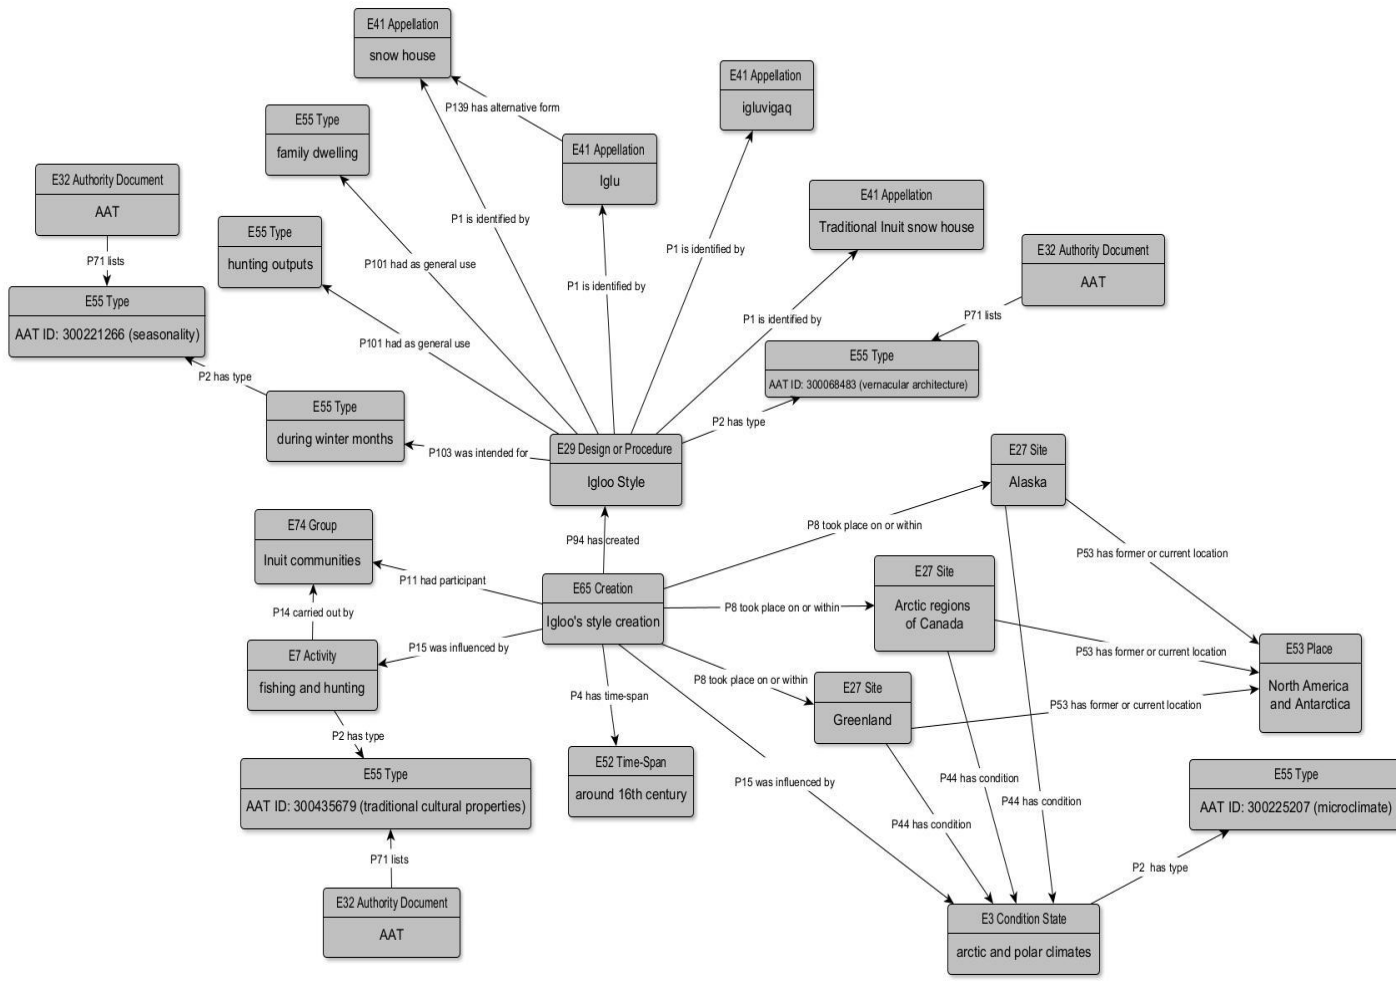 E41 Appellation
snow house
E41 Appellation
igluvigaq
P139 has alternative form
E55 Type
family dwelling
E41 Appellation
Iglu
E32 Authority Document
AAT
E41 Appellation
Traditional Inuit snow house
E55 Type
hunting outputs
P1 is identified by
P1 is identified by
E32 Authority Document
AAT
P71 lists
P101 had as general use
P1 is identified by
E55 Type
AAT ID: 300221266 (seasonality)
P71 lists
P1 is identified by
P101 had as general use
E55 Type
AAT ID: 300068483 (vernacular architecture)
P2 has type
E55 Type
during winter months
P2 has type
P103 was intended for
E29 Design or Procedure
Igloo Style
E27 Site
Alaska
E74 Group
Inuit communities
P94 has created
P8 took place on or within
P53 has former or current location
P11 had participant
E65 Creation
Igloo's style creation
E27 Site
Arctic regions
of Canada
P8 took place on or within
P14 carried out by
E7 Activity
fishing and hunting
P15 was influenced by
P53 has former or current location
E53 Place
North America
and Antarctica
P4 has time-span
P8 took place on or within
E27 Site
Greenland
P53 has former or current location
P2 has type
E55 Type
AAT ID: 300435679 (traditional cultural properties)
E52 Time-Span
around 16th century
P15 was influenced by
P44 has condition
P44 has condition
P44 has condition
E55 Type
AAT ID: 300225207 (microclimate)
P71 lists
P2 has type
E32 Authority Document
AAT
E3 Condition State
arctic and polar climates